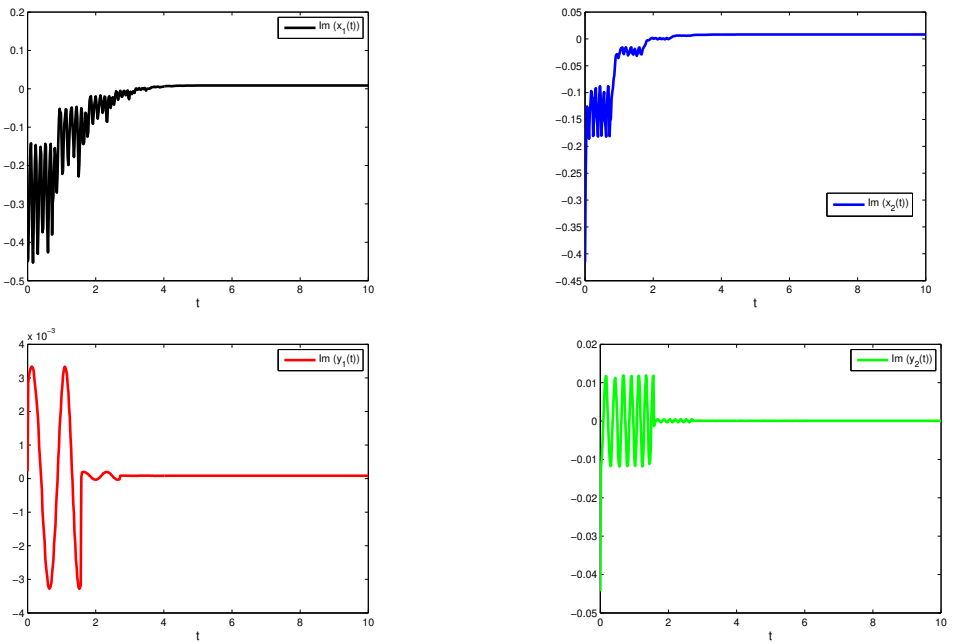 Im (x1(t))
0.2
0.1
0
−0.1
−0.2
−0.3
−0.4
−0.5
0 2 4 6 8 10
t
Im (x2(t))
0.05
0
−0.05
−0.1
−0.15
−0.2
−0.25
−0.3
−0.35
−0.4
−0.45
0 2 4 6 8 10
t
x 10−3
Im (y1(t))
4
3
2
1
0
−1
−2
−3
−4
0 2 4 6 8 10
t
Im (y2(t))
0.02
0.01
0
−0.01
−0.02
−0.03
−0.04
−0.05
0 2 4 6 8 10
t